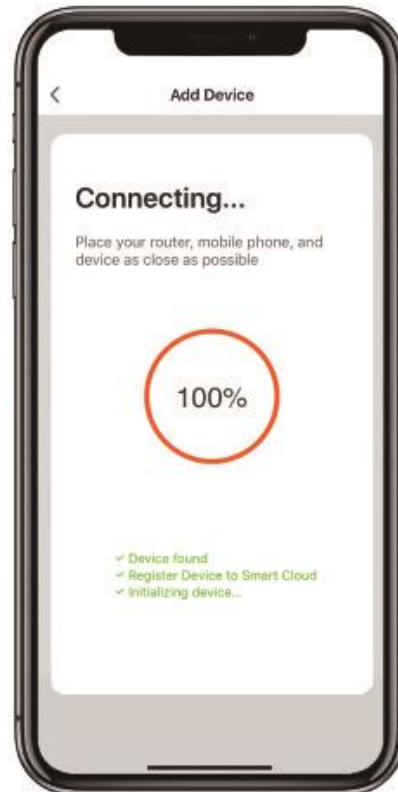 Add Device
Connecting...
Place your router, mobile phone, and
device as close as possible
100%
✓ Device found
✓ Register Device to Smart Cloud
✓ Initializing device...